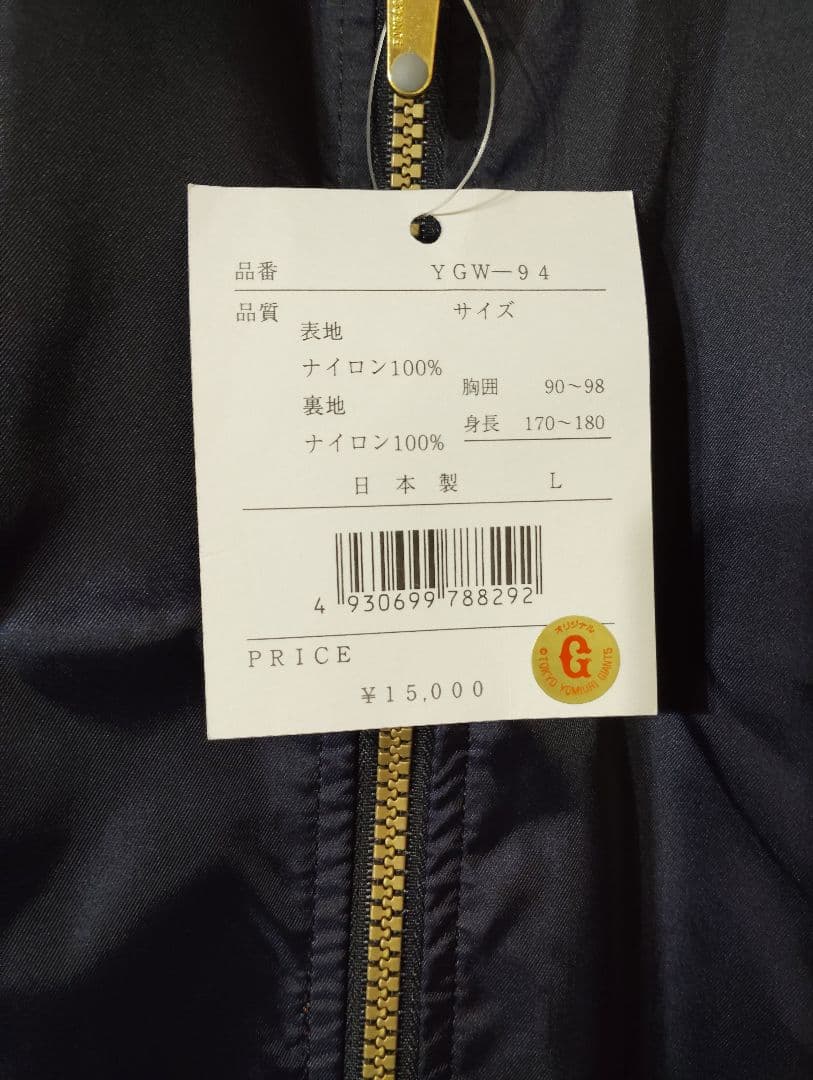 品番 YGW―94
品質 サイズ
表地
ナイロン100%
裏地
ナイロン100%
胸囲 90～98
身長 170～180
日本製 L
4 930699 788292
PRICE
¥15,000
オリジナル
G
©TOKYO YOMIURI GIANTS